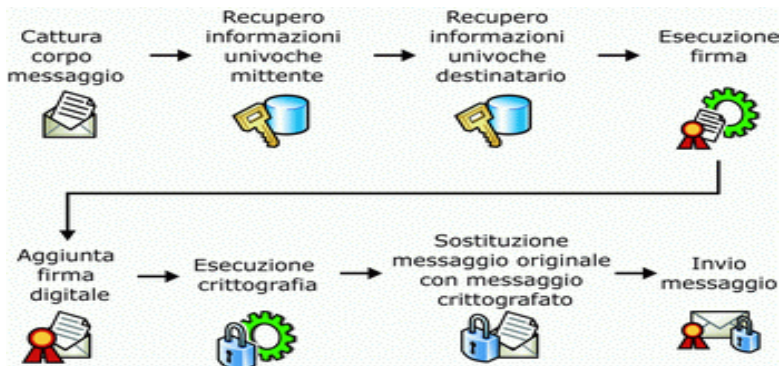 Cattura
corpo
messaggio
Recupero
informazioni
univoche
mittente
Recupero
informazioni
univoche
destinatario
Esecuzione
firma
Aggiunta
firma
digitale
Esecuzione
crittografia
Sostituzione
messaggio originale
con messaggio
crittografato
Invio
messaggio